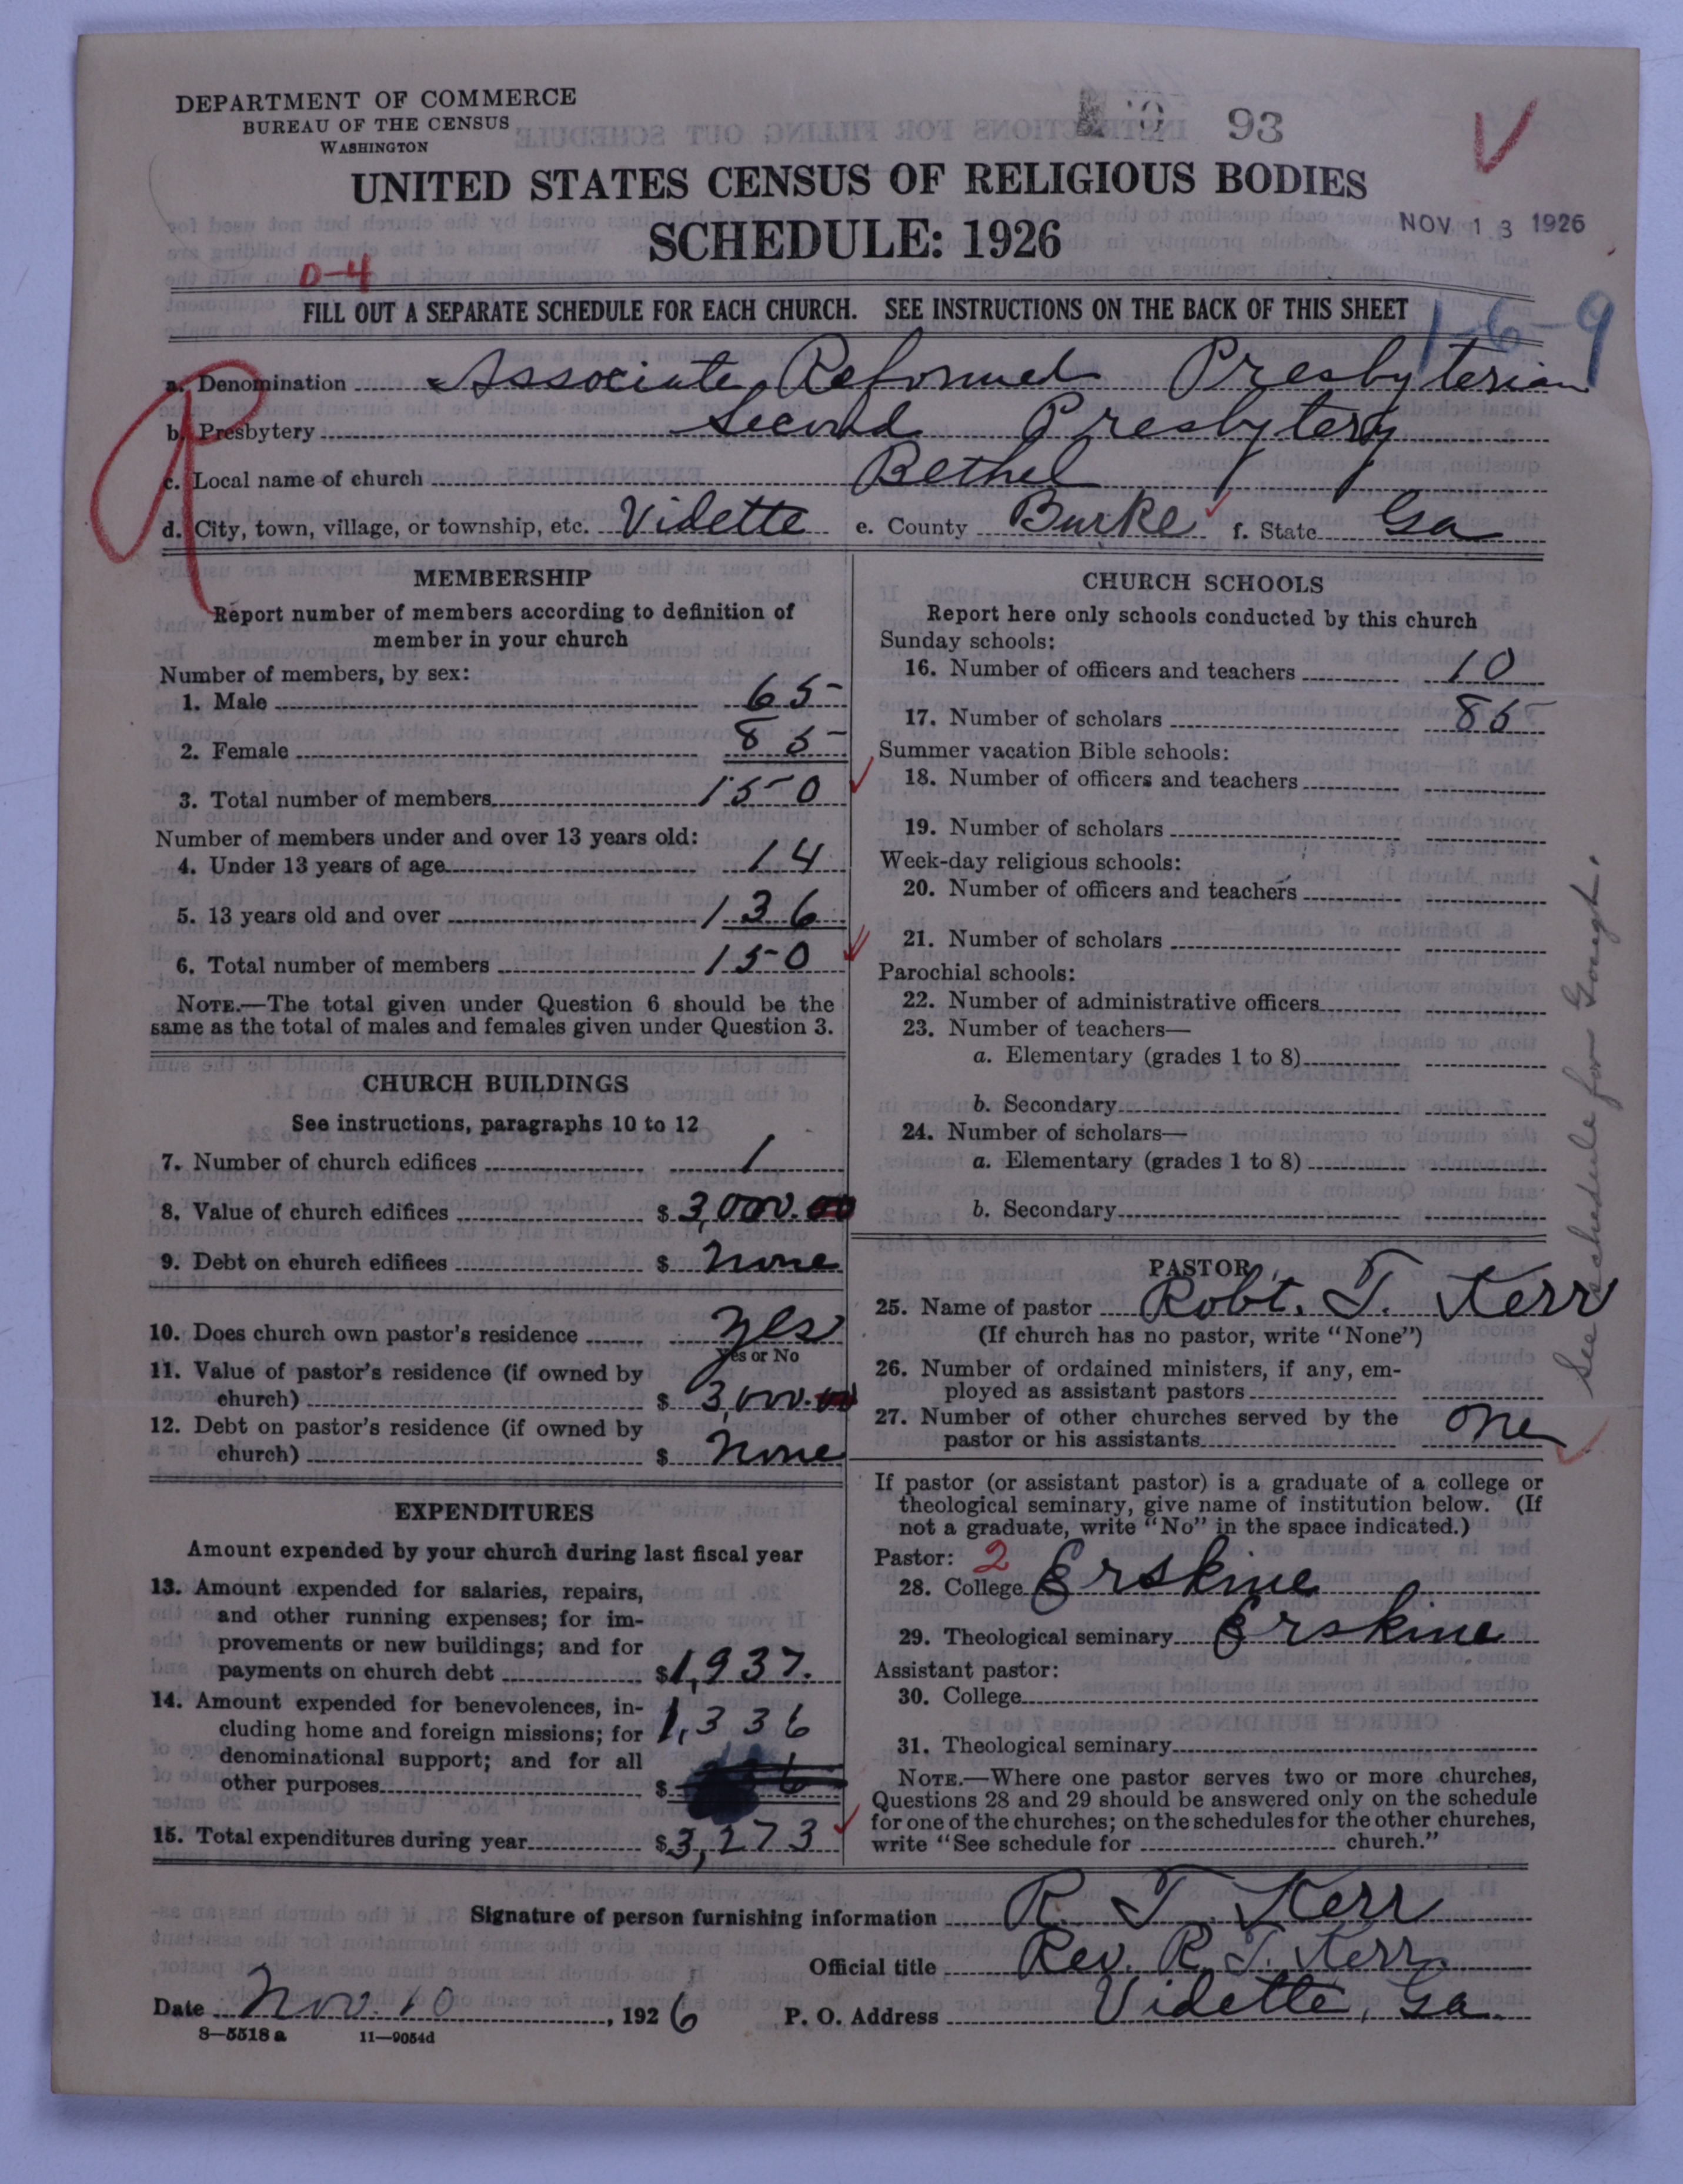 DEPARTMENT OF COMMERCE
BUREAU OF THE CENSUS
WASHINGTON
93
UNITED STATES CENSUS OF RELIGIOUS BODIES
SCHEDULE: 1926
NOV 13 1926
0-4
FILL OUT A SEPARATE SCHEDULE FOR EACH CHURCH. SEE INSTRUCTIONS ON THE BACK OF THIS SHEET
1-6-9
a. Denomination Associate Reformed Presbyterian
b. Presbytery Second Presbytery
c. Local name of church Bethel
d. City, town, village, or township, etc. Vidette e. County Burke f. State Ga
MEMBERSHIP
Report number of members according to definition of
member in your church
Number of members, by sex:
1. Male 65
2. Female 85
3. Total number of members 150
Number of members under and over 13 years old:
4. Under 13 years of age 14
5. 13 years old and over 136
6. Total number of members 150
NOTE.—The total given under Question 6 should be the
same as the total of males and females given under Question 3.
CHURCH BUILDINGS
See instructions, paragraphs 10 to 12
7. Number of church edifices 1
8. Value of church edifices $ 3,000.00
9. Debt on church edifices $ none
10. Does church own pastor's residence yes
Yes or No
11. Value of pastor's residence (if owned by
church) $ 3,000.00
12. Debt on pastor's residence (if owned by
church) $ none
EXPENDITURES
Amount expended by your church during last fiscal year
13. Amount expended for salaries, repairs,
and other running expenses; for im-
provements or new buildings; and for
payments on church debt $1,937.
14. Amount expended for benevolences, in-
cluding home and foreign missions; for 1,336
denominational support; and for all
other purposes $
15. Total expenditures during year $3,273
CHURCH SCHOOLS
Report here only schools conducted by this church
Sunday schools:
16. Number of officers and teachers 10
17. Number of scholars 85
Summer vacation Bible schools:
18. Number of officers and teachers
19. Number of scholars
Week-day religious schools:
20. Number of officers and teachers
21. Number of scholars
Parochial schools:
22. Number of administrative officers
23. Number of teachers—
a. Elementary (grades 1 to 8)
b. Secondary
24. Number of scholars—
a. Elementary (grades 1 to 8)
b. Secondary
PASTOR
25. Name of pastor Robt. T. Kerr
(If church has no pastor, write "None")
26. Number of ordained ministers, if any, em-
ployed as assistant pastors
27. Number of other churches served by the
pastor or his assistants one
If pastor (or assistant pastor) is a graduate of a college or
theological seminary, give name of institution below. (If
not a graduate, write "No" in the space indicated.)
Pastor: 2
28. College Erskine
29. Theological seminary Erskine
Assistant pastor:
30. College
31. Theological seminary
NOTE.—Where one pastor serves two or more churches,
Questions 28 and 29 should be answered only on the schedule
for one of the churches; on the schedules for the other churches,
write "See schedule for church."
See schedule for
Signature of person furnishing information R. T. Kerr
Official title Rev. R. T. Kerr.
Date Nov. 10, 1926 P. O. Address Vidette, Ga.
8—5518 a 11—9054d